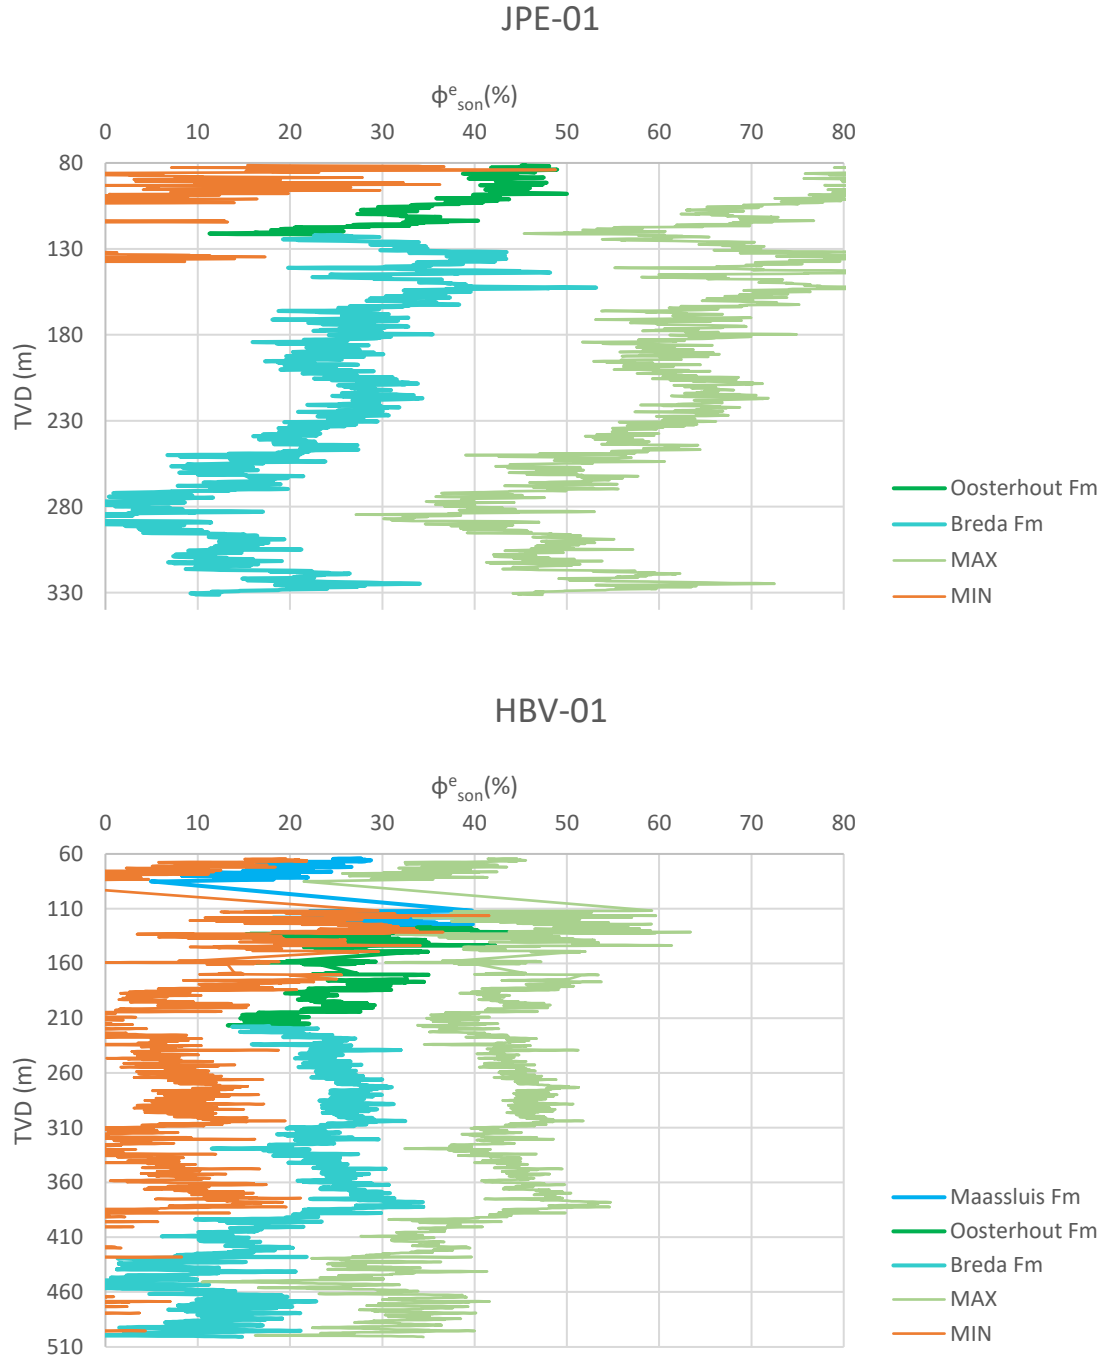 JPE-01
ϕᵉson(%)
0 10 20 30 40 50 60 70 80
80
130
180
230
280
330
TVD (m)
Oosterhout Fm
Breda Fm
MAX
MIN
HBV-01
ϕᵉson(%)
0 10 20 30 40 50 60 70 80
60
110
160
210
260
310
360
410
460
510
TVD (m)
Maassluis Fm
Oosterhout Fm
Breda Fm
MAX
MIN